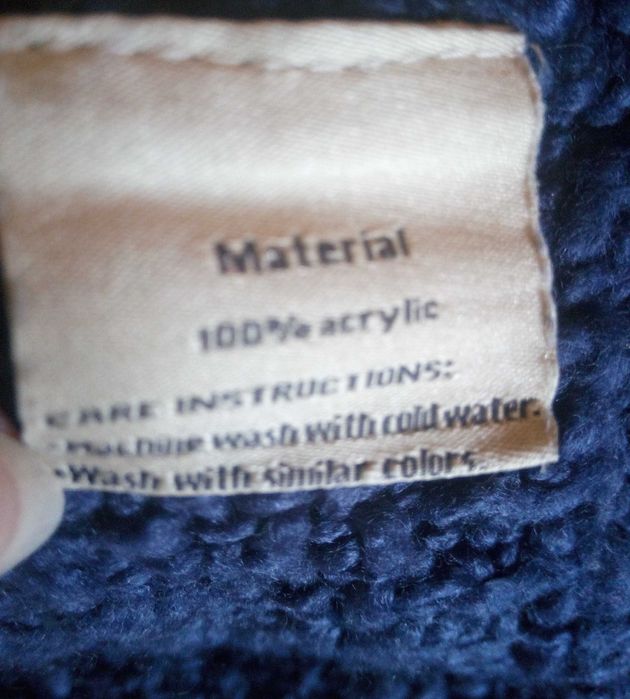 Material
100% acrylic
CARE INSTRUCTIONS:
•Machine wash with cold water.
•Wash with similar colors.